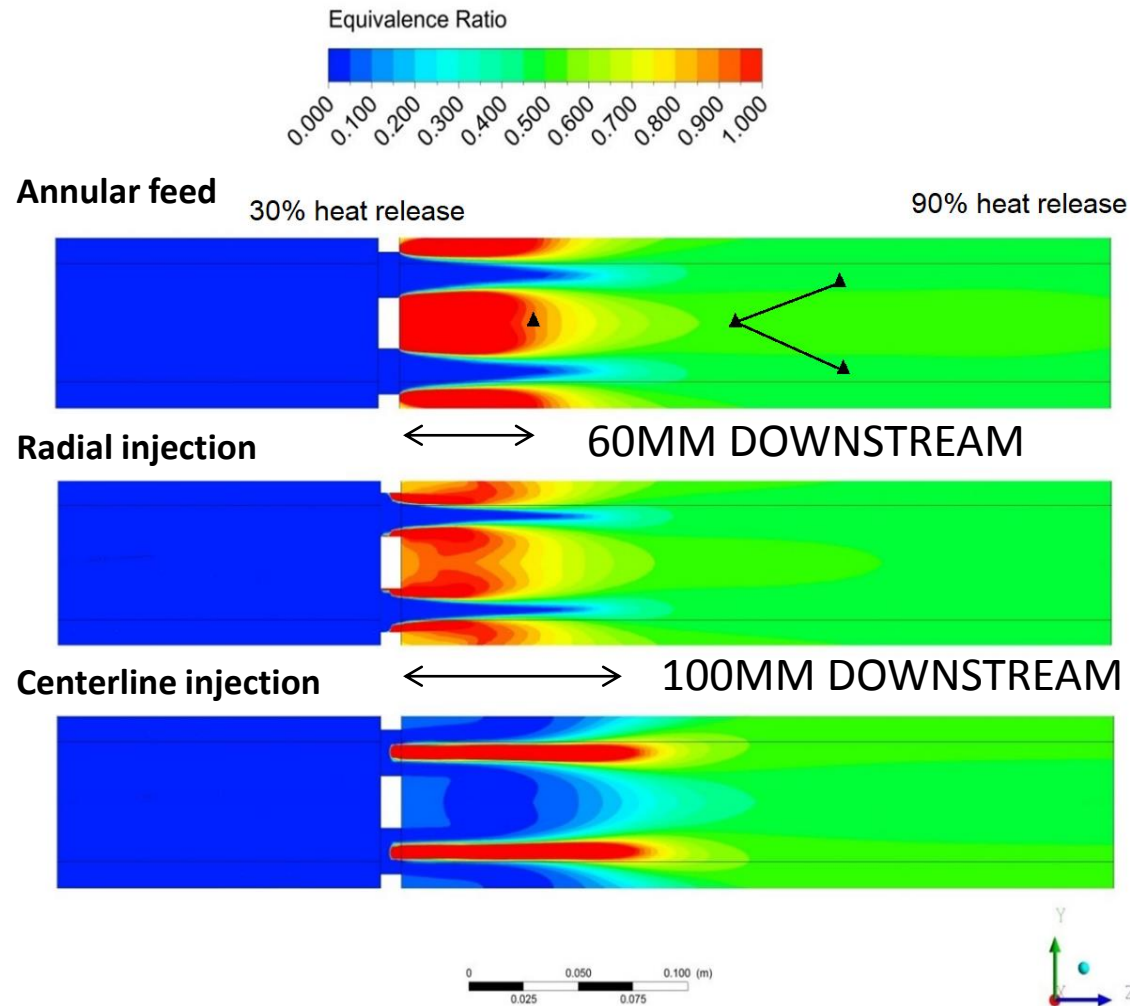 Equivalence Ratio
0.000 0.100 0.200 0.300 0.400 0.500 0.600 0.700 0.800 0.900 1.000
Annular feed
30% heat release
90% heat release
60MM DOWNSTREAM
Radial injection
100MM DOWNSTREAM
Centerline injection
Y
Z
0 0.050 0.100 (m)
0.025 0.075